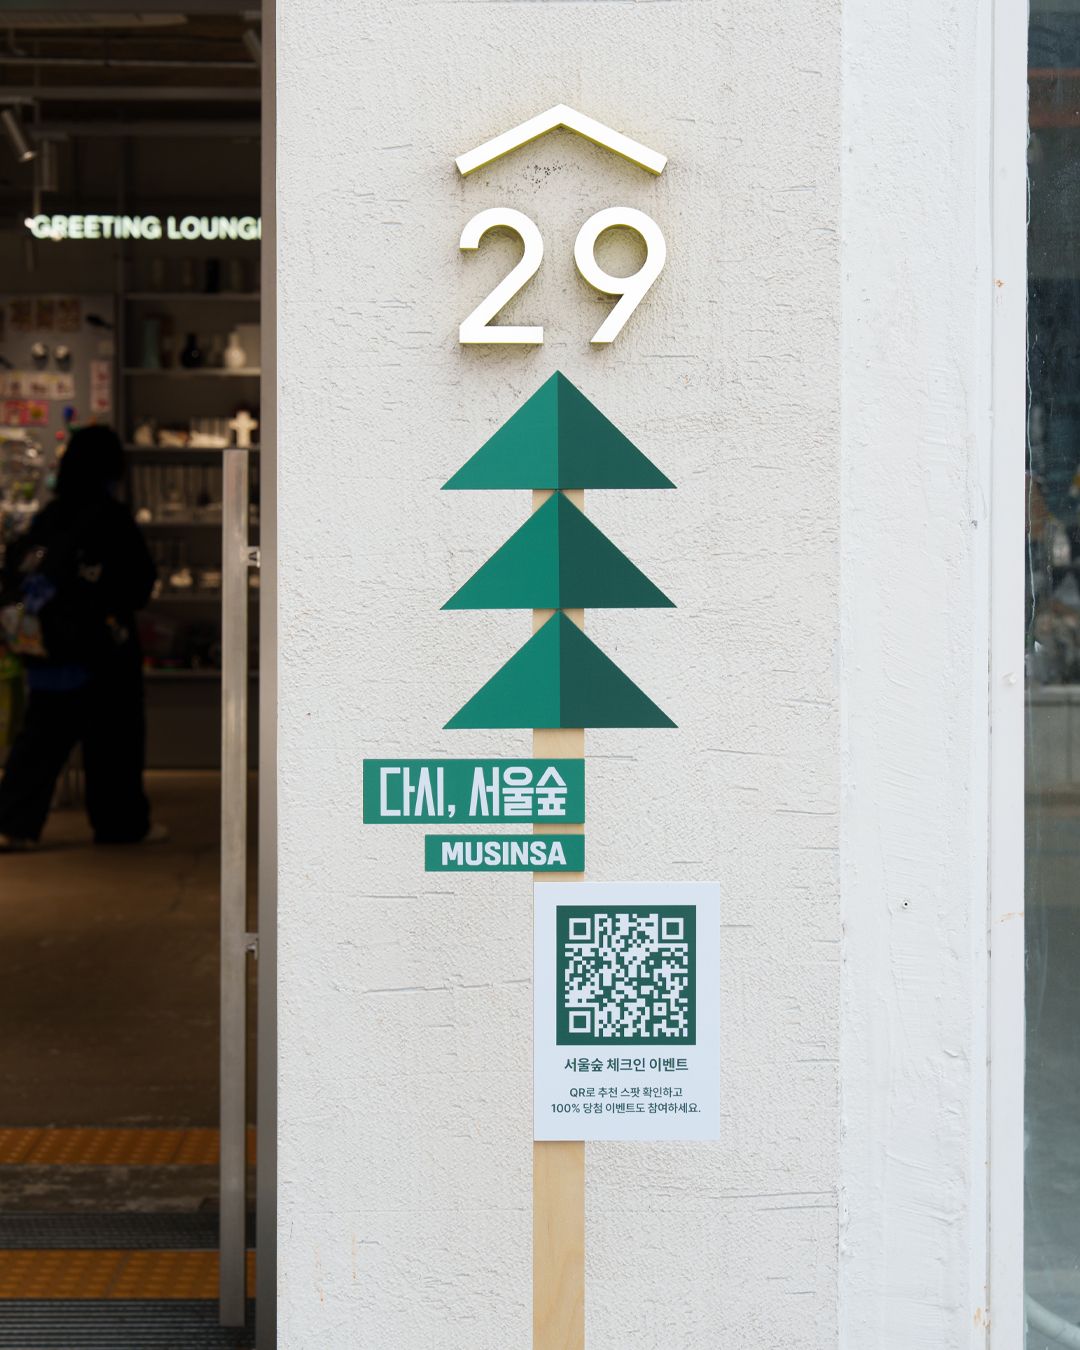 GREETING LOUNGE
29
다시, 서울숲
MUSINSA
서울숲 체크인 이벤트
QR로 추천 스팟 확인하고
100% 당첨 이벤트도 참여하세요.